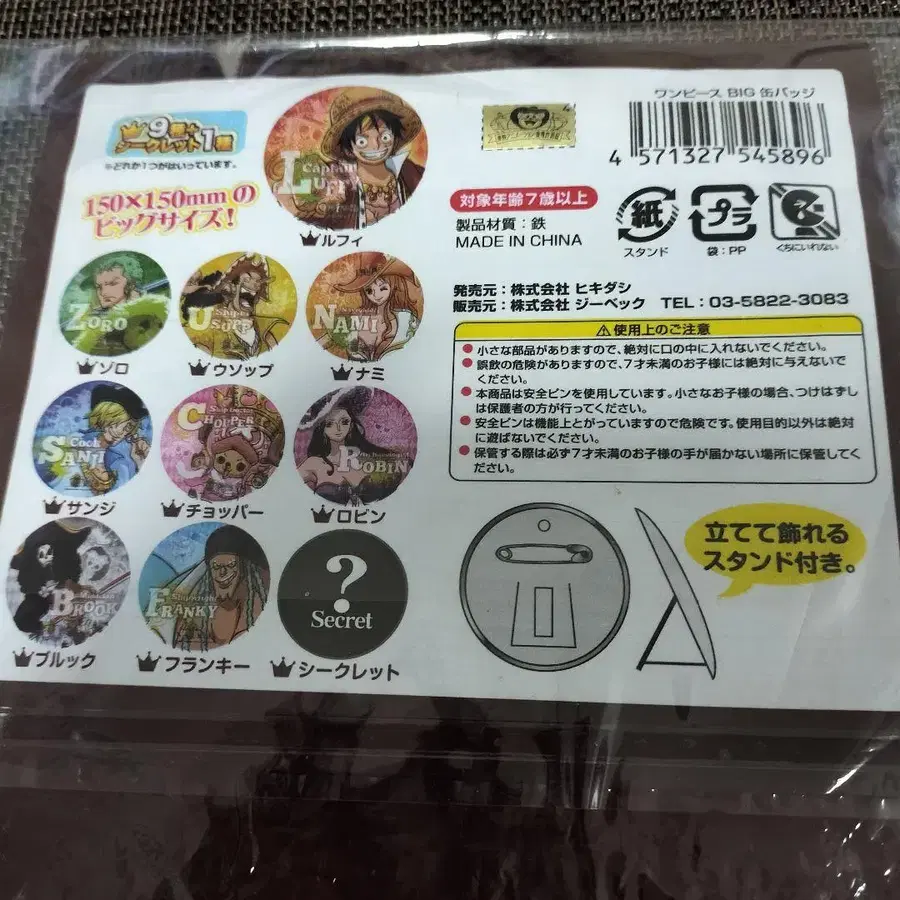 9種+
シークレット1種
※どれか1つがはいっています。
150×150mmの
ビッグサイズ!
Captain
LUFFY
ルフィ
ZORO
ゾロ
Sniper
USOPP
ウソップ
NAMI
ナミ
Cook
SANJI
サンジ
Ship Doctor
CHOPPER
チョッパー
ROBIN
ロビン
Musician
BROOK
ブルック
Shipwright
FRANKY
フランキー
?
Secret
シークレット
ワンピース BIG 缶バッジ
4 571327 545896
対象年齢7歳以上
製品材質:鉄
MADE IN CHINA
紙
スタンド
プラ
袋:PP
くちにいれない
発売元:株式会社 ヒキダシ
販売元:株式会社 ジーベック TEL:03-5822-3083
⚠使用上のご注意
●小さな部品がありますので、絶対に口の中に入れないでください。
●誤飲の危険がありますので、7才未満のお子様には絶対に与えないで
ください。
●本商品は安全ピンを使用しています。小さなお子様の場合、つけはずし
は保護者の方が行ってください。
●安全ピンは機能上とがっていますので危険です。使用目的以外は絶対
に遊ばないでください。
●保管する際は必ず7才未満のお子様の手が届かない場所に保管してく
ださい。
立てて飾れる
スタンド付き。